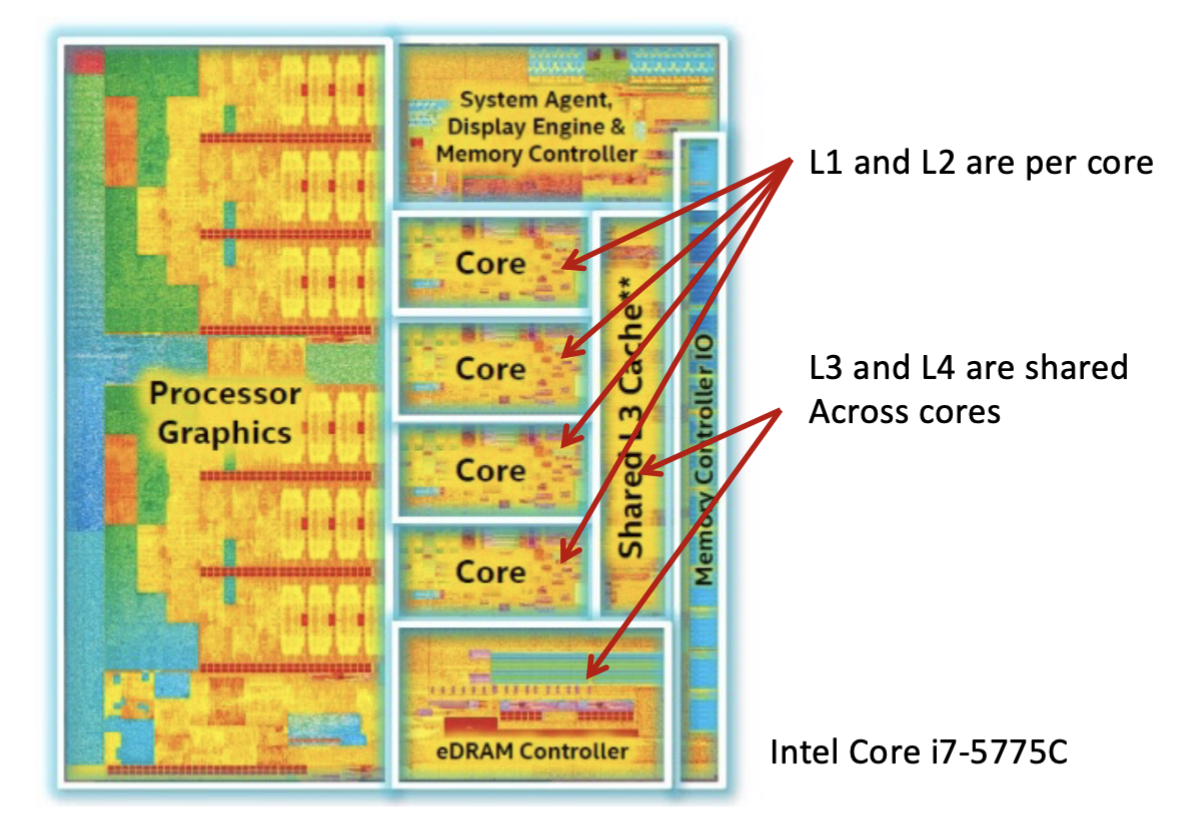 System Agent,
Display Engine &
Memory Controller
L1 and L2 are per core
Core
Core
Core
Core
Shared L3 Cache**
Memory Controller IO
L3 and L4 are shared
Across cores
Processor
Graphics
eDRAM Controller
Intel Core i7-5775C